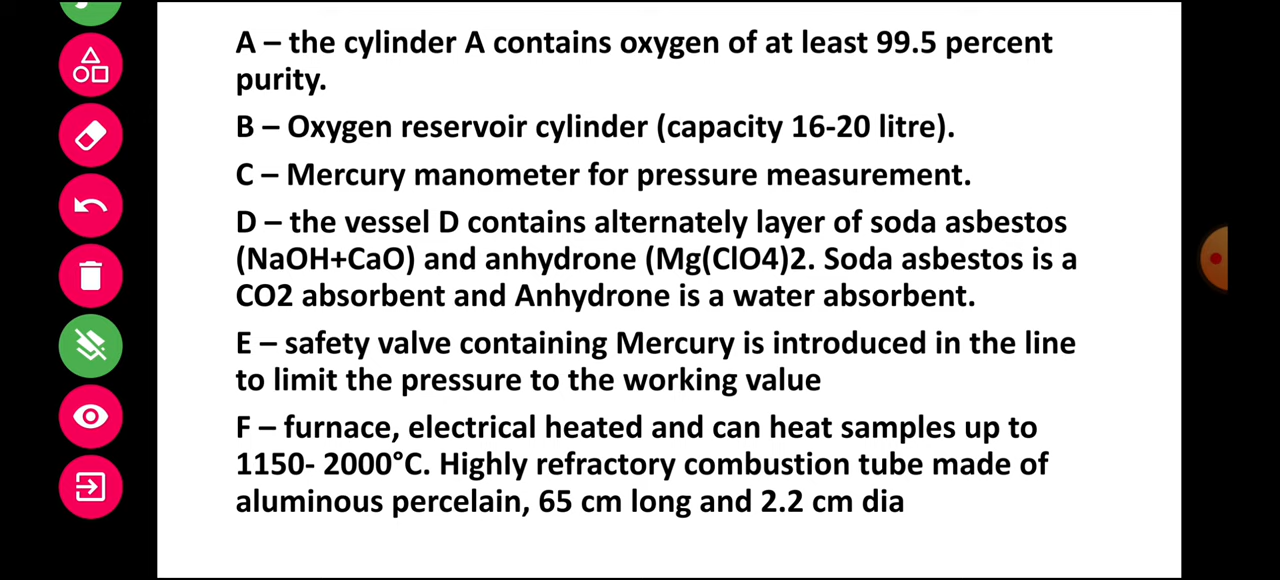 A – the cylinder A contains oxygen of at least 99.5 percent
purity.
B – Oxygen reservoir cylinder (capacity 16-20 litre).
C – Mercury manometer for pressure measurement.
D – the vessel D contains alternately layer of soda asbestos
(NaOH+CaO) and anhydrone (Mg(ClO4)2. Soda asbestos is a
CO2 absorbent and Anhydrone is a water absorbent.
E – safety valve containing Mercury is introduced in the line
to limit the pressure to the working value
F – furnace, electrical heated and can heat samples up to
1150- 2000°C. Highly refractory combustion tube made of
aluminous percelain, 65 cm long and 2.2 cm dia